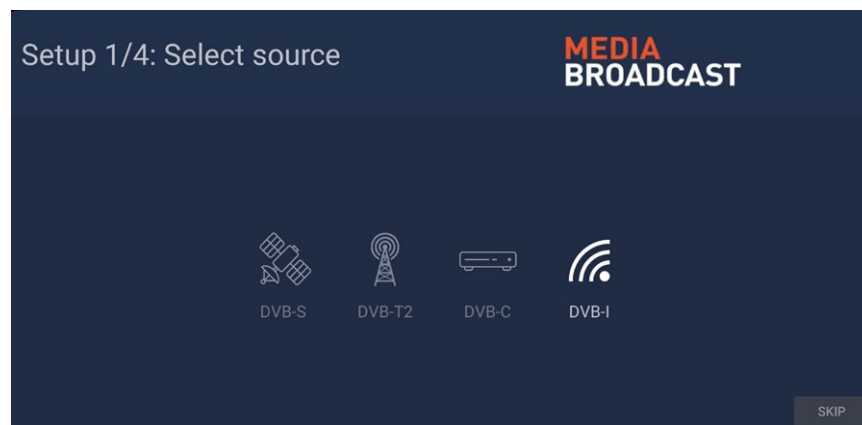 Setup 1/4: Select source
MEDIA
BROADCAST
DVB-S
DVB-T2
DVB-C
DVB-I
SKIP